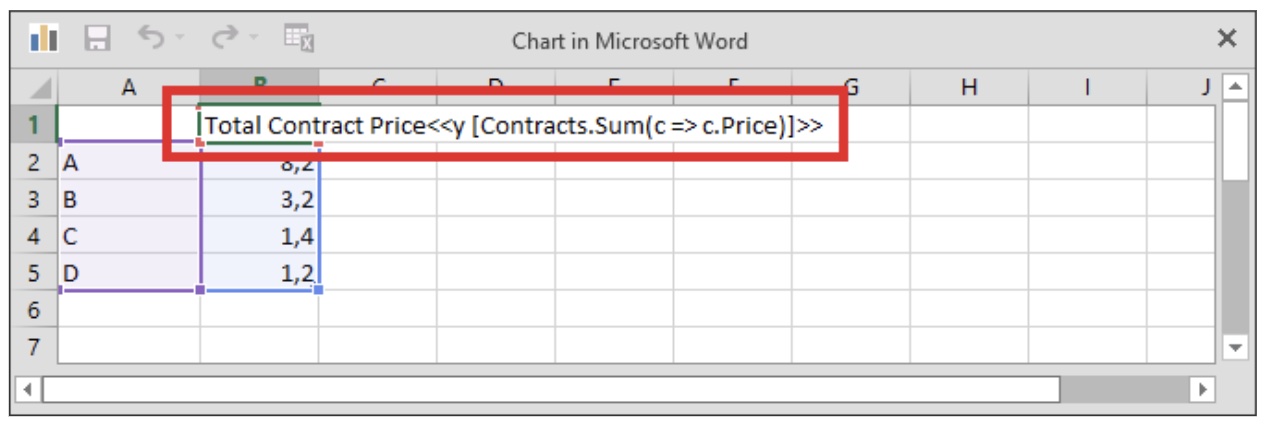 Chart in Microsoft Word
A B C D E F G H I J
1 Total Contract Price<<y [Contracts.Sum(c => c.Price)]>>
2 A 8,2
3 B 3,2
4 C 1,4
5 D 1,2
6
7